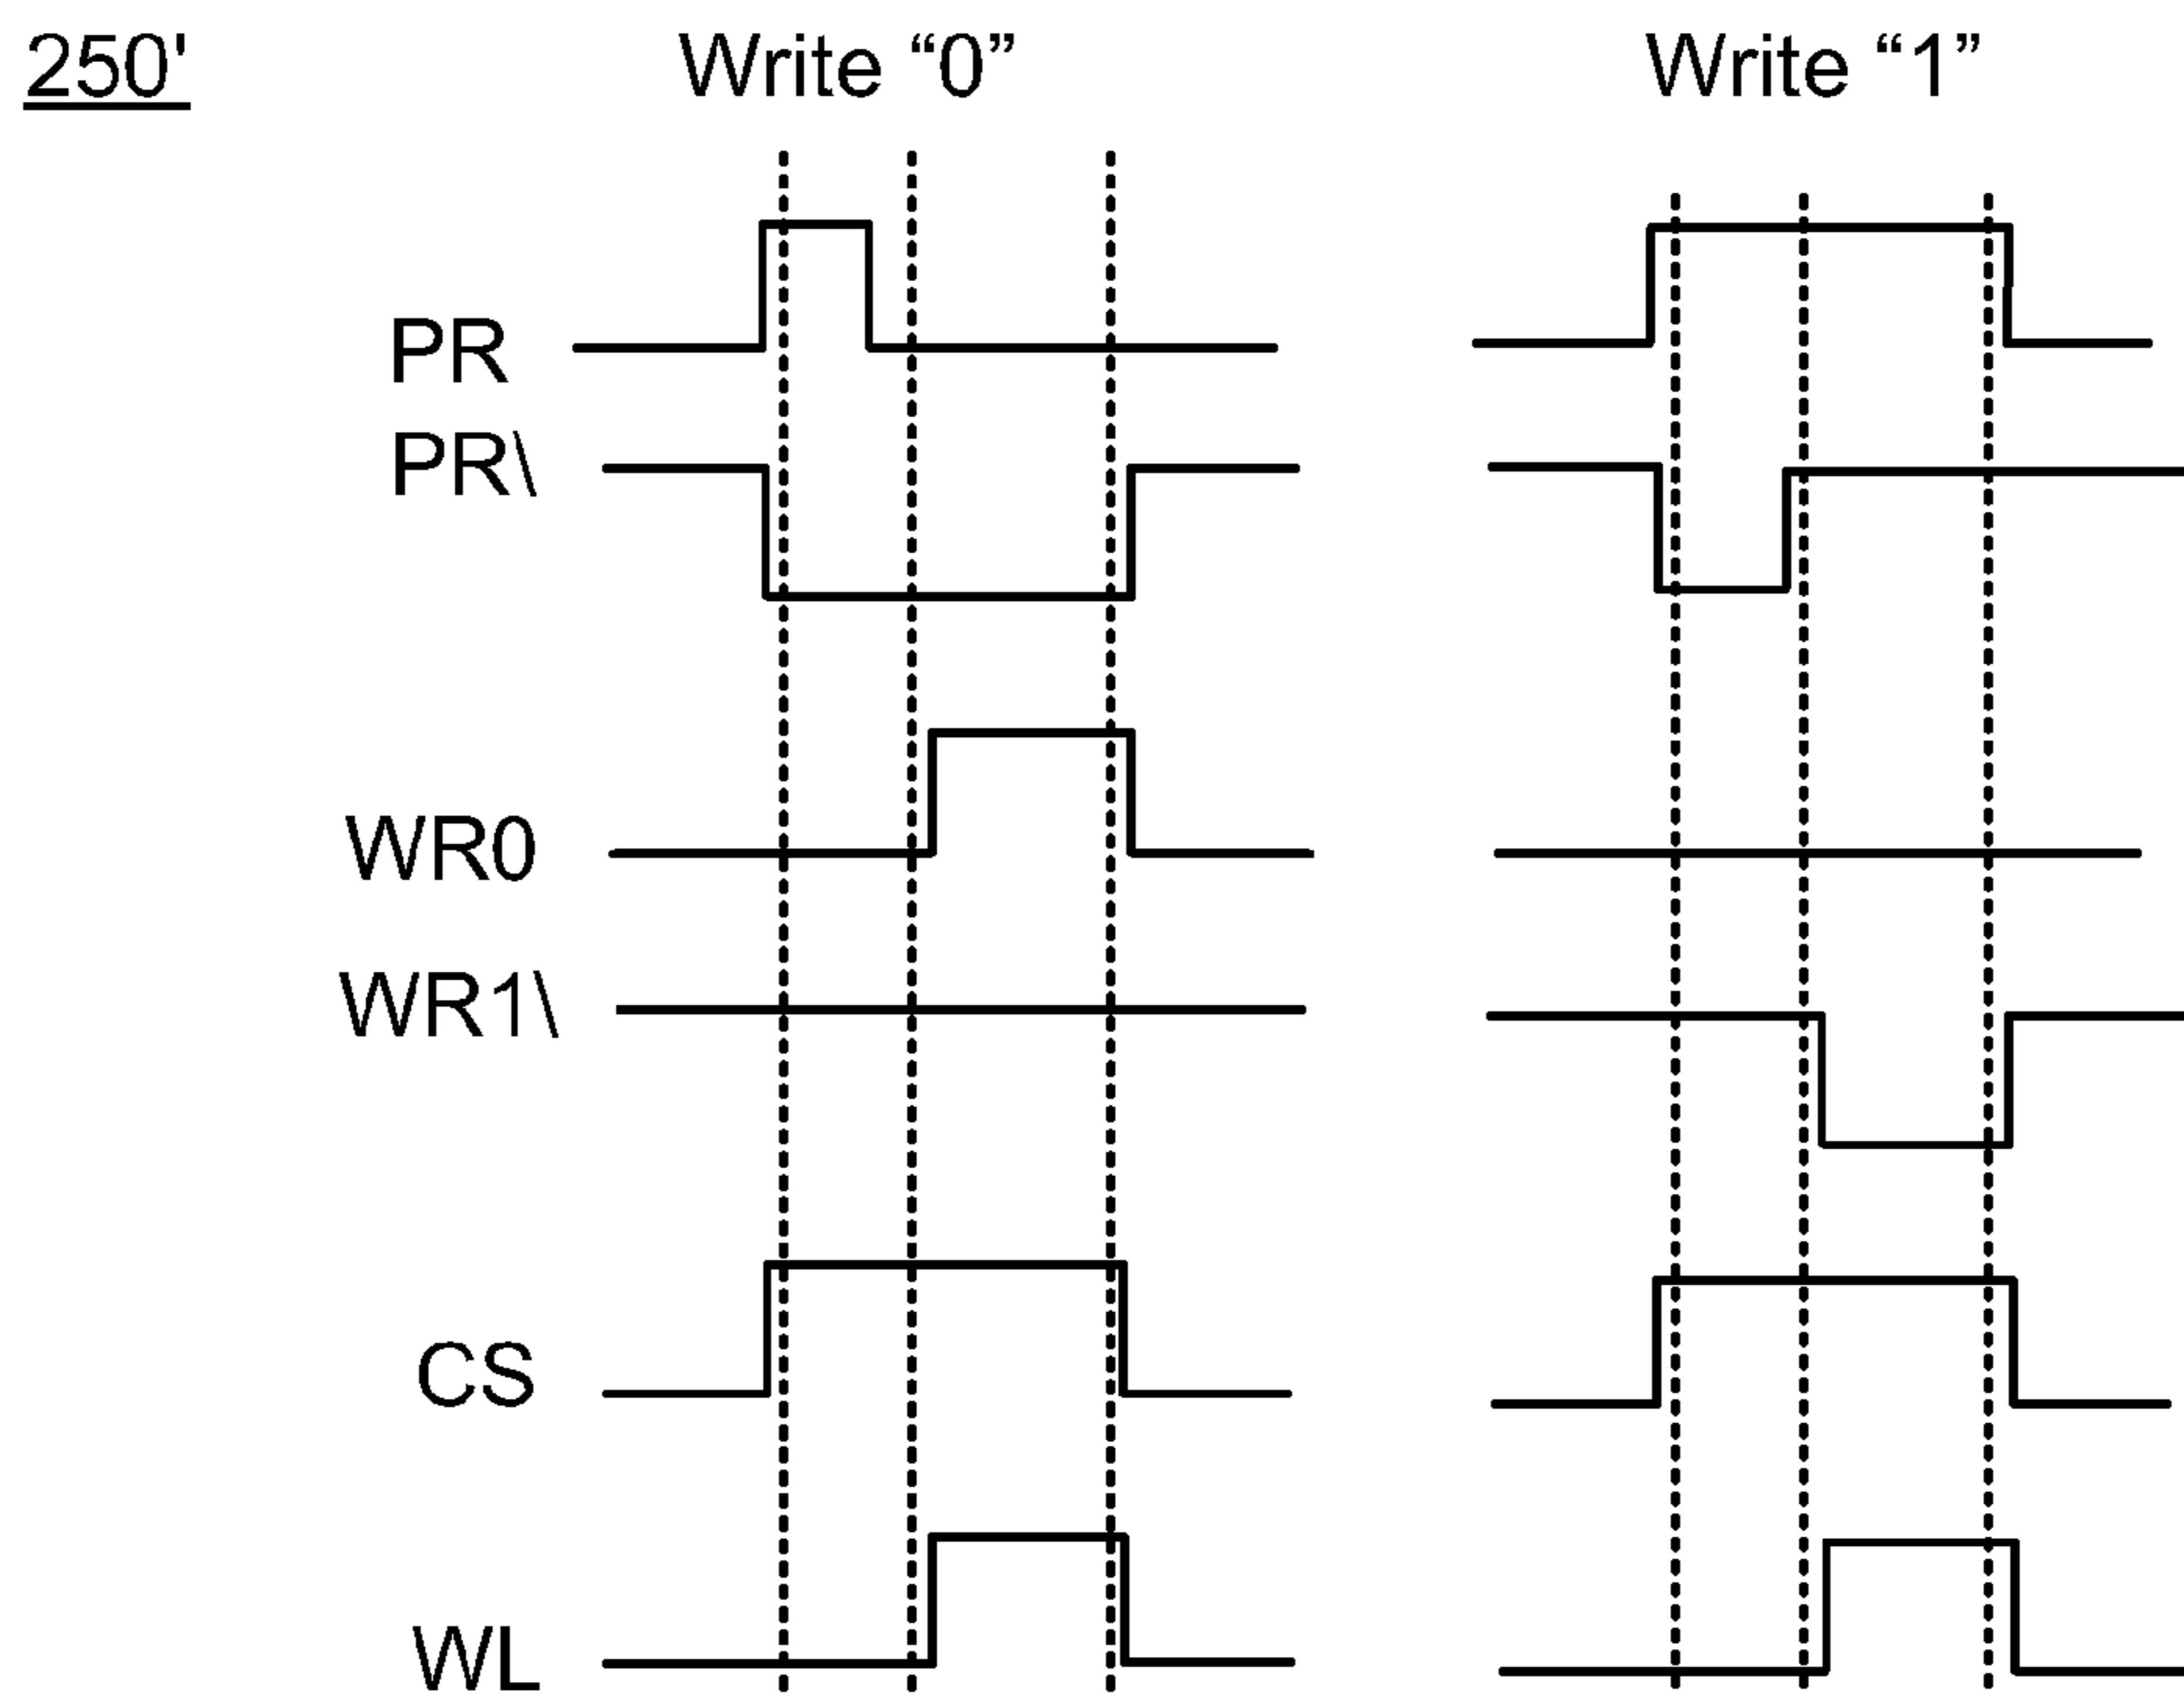 250' Write “0” Write “1”
PR
PR\
WR0
WR1\
CS
WL